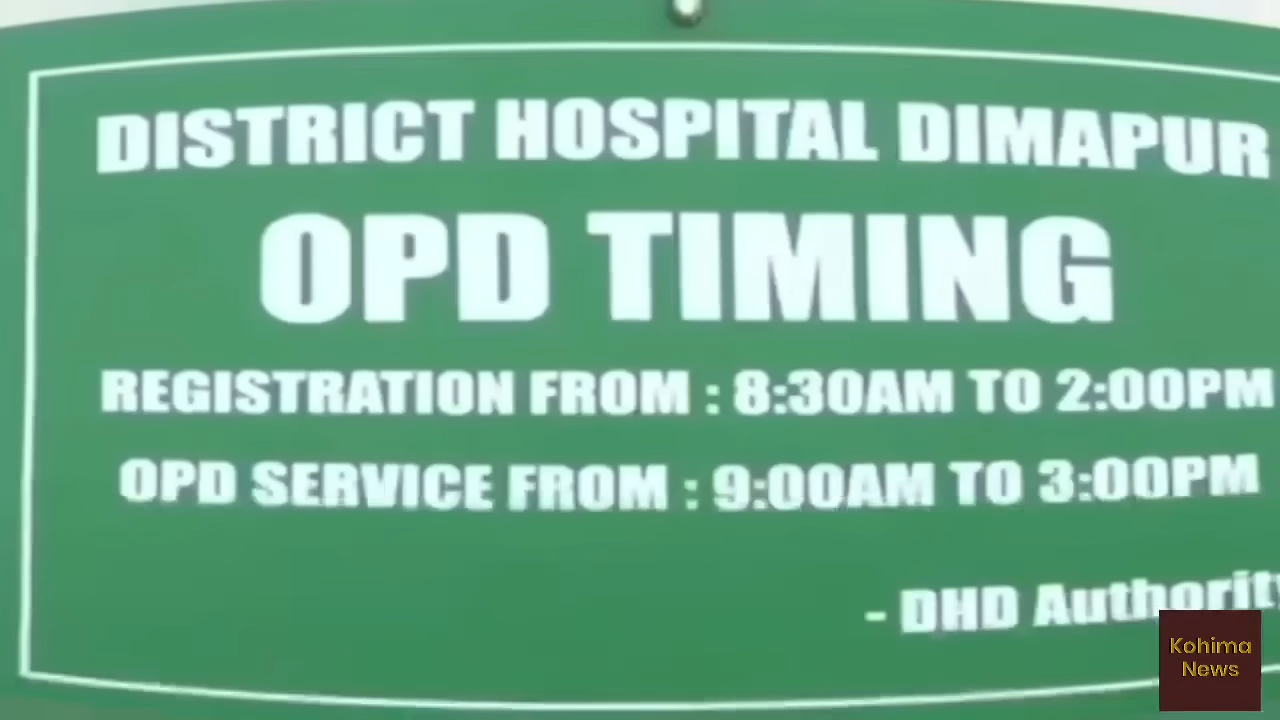 DISTRICT HOSPITAL DIMAPUR
OPD TIMING
REGISTRATION FROM : 8:30AM TO 2:00PM
OPD SERVICE FROM : 9:00AM TO 3:00PM
- DHD Authority
Kohima
News